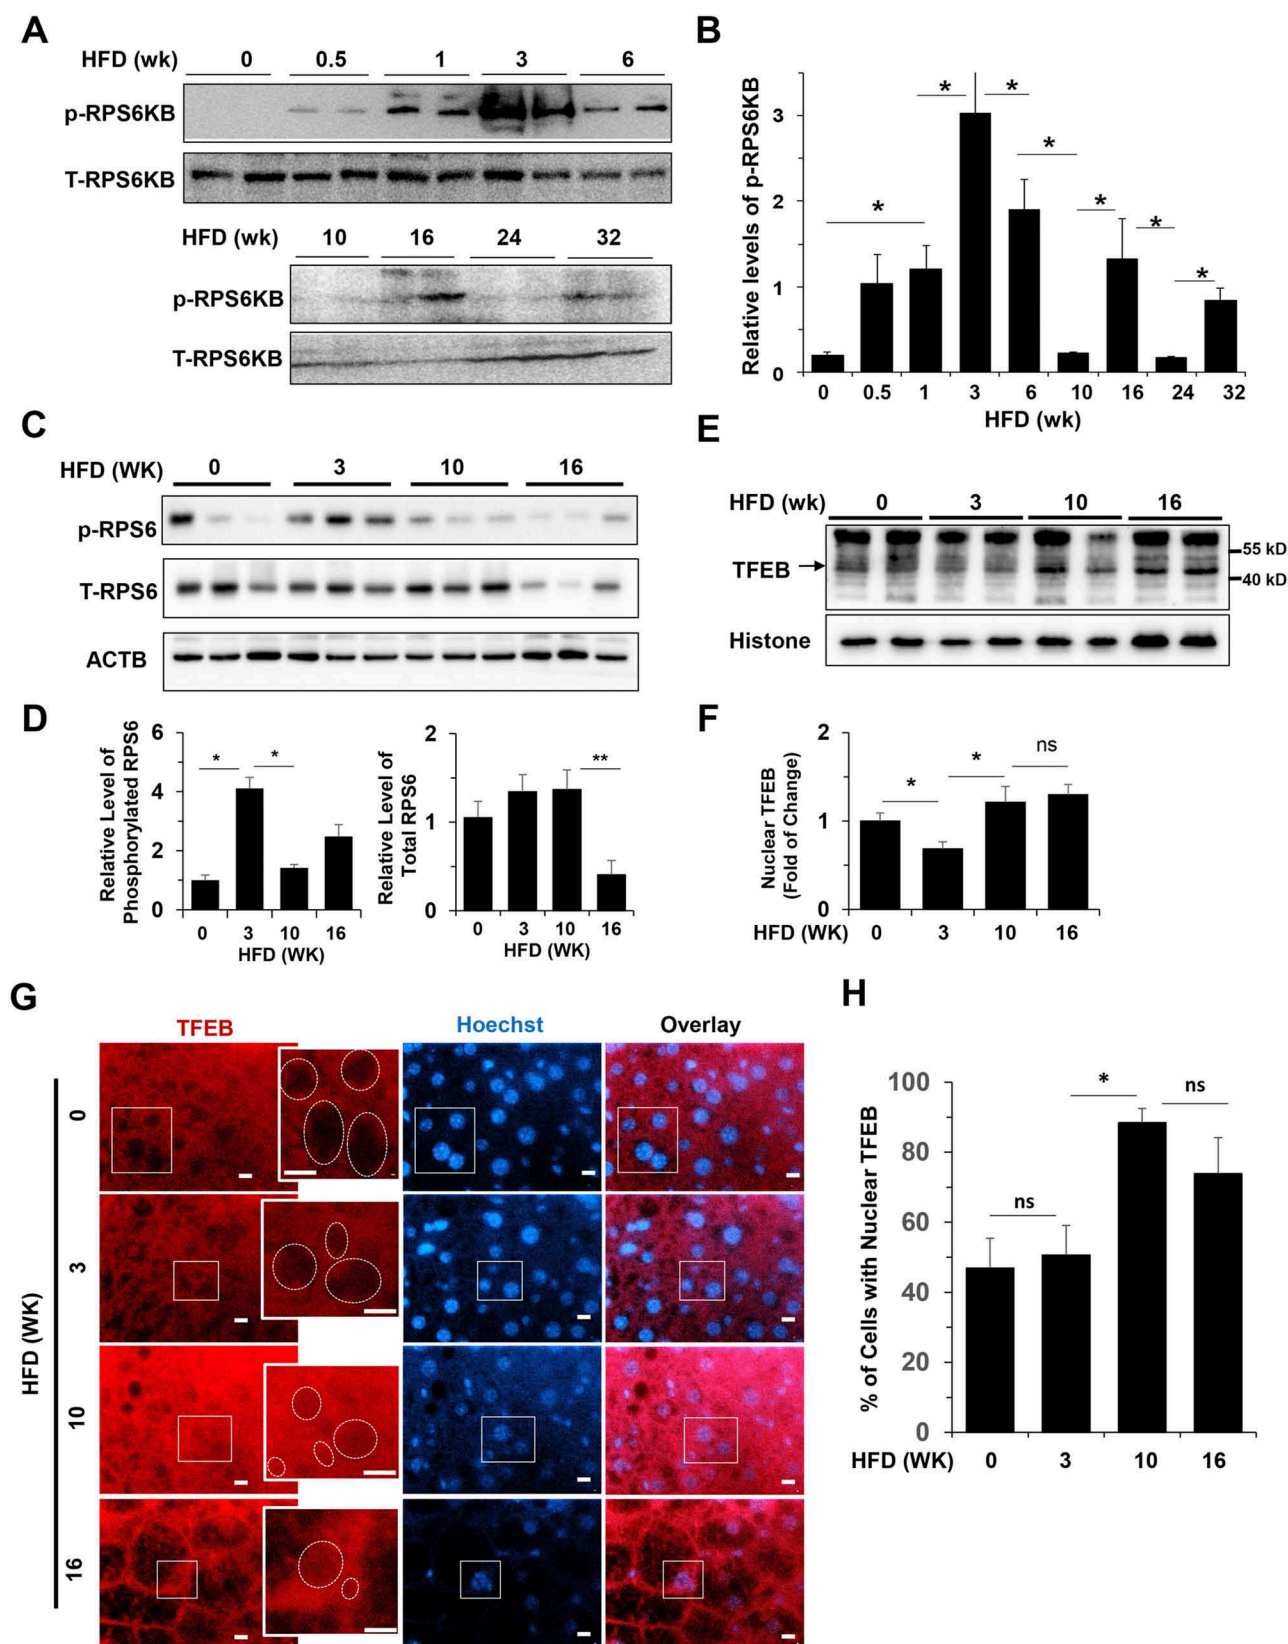 A
HFD (wk) 0 0.5 1 3 6
p-RPS6KB
T-RPS6KB
HFD (wk) 10 16 24 32
p-RPS6KB
T-RPS6KB
B
Relative levels of p-RPS6KB
3
2
1
0
* * * * * * *
0 0.5 1 3 6 10 16 24 32
HFD (wk)
C
HFD (WK) 0 3 10 16
p-RPS6
T-RPS6
ACTB
E
HFD (wk) 0 3 10 16
TFEB
55 kD
40 kD
Histone
D
Relative Level of
Phosphorylated RPS6
6
4
2
0
* *
0 3 10 16
HFD (WK)
Relative Level of
Total RPS6
2
1
0
**
0 3 10 16
HFD (WK)
F
Nuclear TFEB
(Fold of Change)
2
1
0
* * ns
HFD (WK) 0 3 10 16
G
TFEB Hoechst Overlay
HFD (WK)
0
3
10
16
H
% of Cells with Nuclear TFEB
100
80
60
40
20
0
ns * ns
HFD (WK) 0 3 10 16